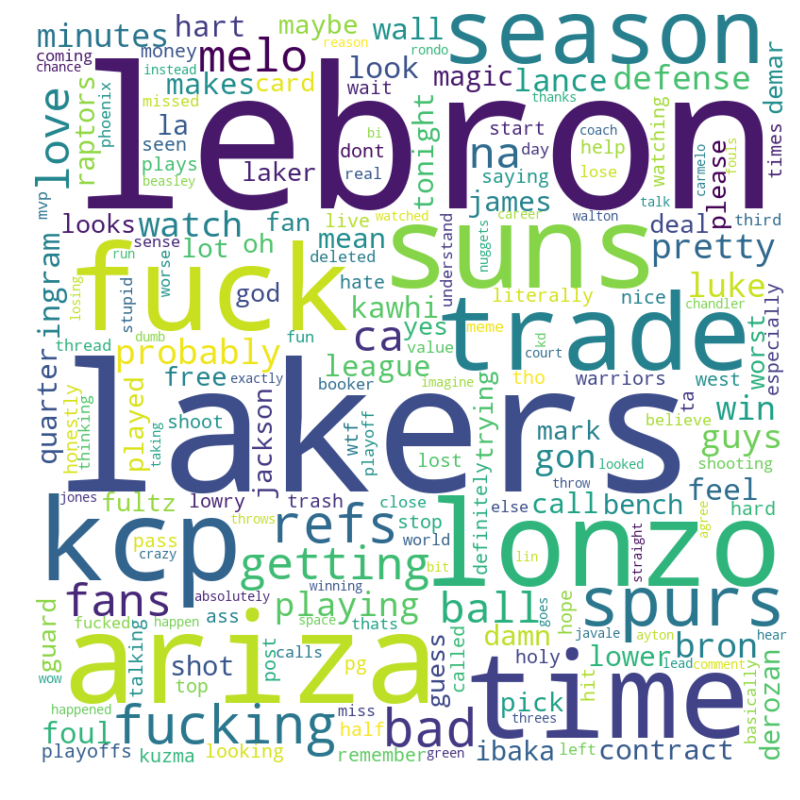 lebron
season
lakers
fuck
suns
trade
kcp
lonzo
ariza
time
spurs
refs
melo
na
ca
bad
fucking
getting
fans
ball
minutes
hart
maybe
wall
coming
money
reason
rondo
chance
instead
makes
card
look
magic
lance
defense
demar
phoenix
missed
wait
thanks
love
raptors
la
seen
plays
beasley
bi
dont
real
laker
tonight
start
day
coach
help
lose
watching
carmelo
fouls
please
times
mvp
looks
watch
fan
live
watched
james
saying
career
walton
talk
deal
third
run
sense
lot
oh
mean
deleted
understand
nuggets
pretty
losing
stupid
worse
god
hate
kawhi
literally
nice
chandler
luke
especially
ingram
quarter
thread
dumb
fun
yes
value
meme
kd
court
worst
probably
league
tho
warriors
west
honestly
thinking
played
taking
free
exactly
booker
imagine
trying
believe
ta
win
shoot
jackson
wtf
playoff
lost
mark
guys
shooting
gon
looked
feel
jones
fultz
lowry
trash
close
else
throw
call
bench
hard
pass
crazy
throws
stop
world
definitely
lin
straight
agree
absolutely
winning
bit
guard
fucked
happen
ass
space
thats
playing
goes
hope
javale
ayton
hear
wow
talking
shot
post
calls
pg
guess
called
damn
holy
lower
bron
lead
comment
basically
derozan
top
happened
foul
miss
half
threes
pick
hit
playoffs
kuzma
looking
remember
green
ibaka
left
contract